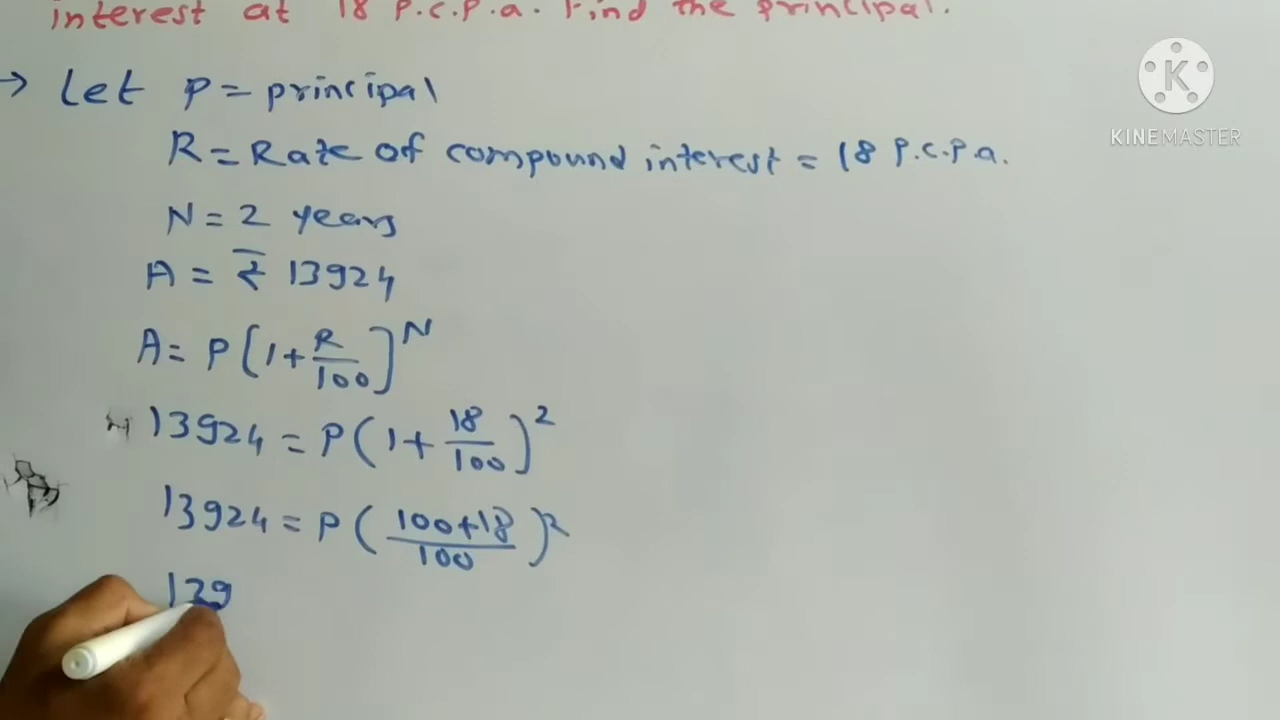 interest at 18 P.C.P.a. Find the principal.
→ Let P = principal
R = Rate of compound interest = 18 P.C.P.a.
N = 2 years
A = ₹ 13924
A = P[1+R/100]^N
13924 = P(1+18/100)^2
13924 = P(100+18/100)^2
139
KINEMASTER